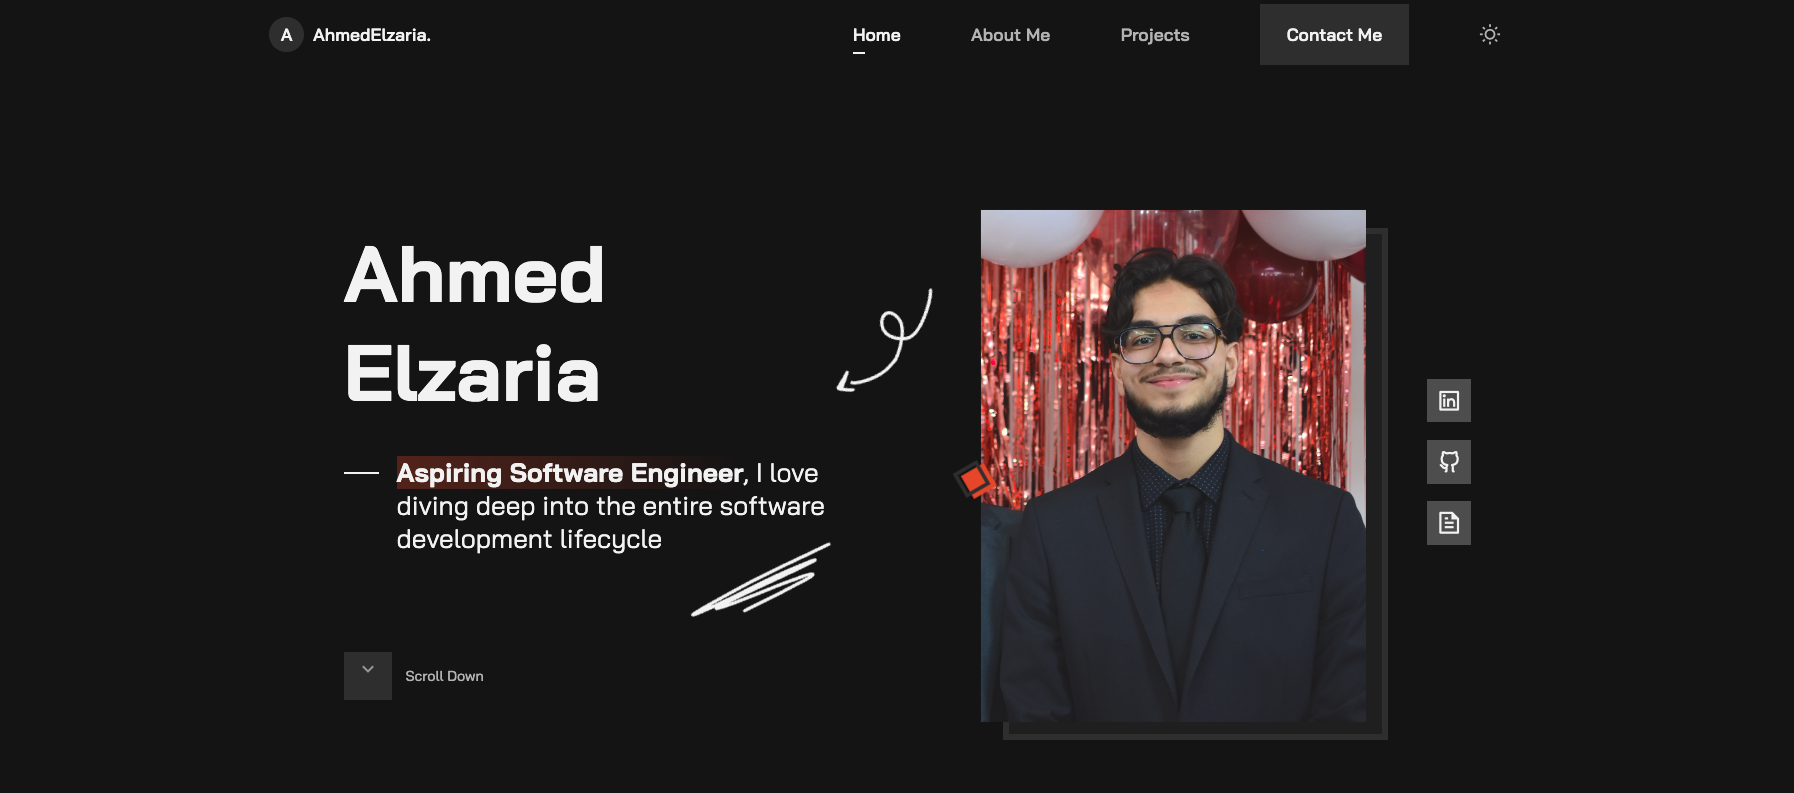 A AhmedElzaria.
Home About Me Projects Contact Me
Ahmed
Elzaria
Aspiring Software Engineer, I love
diving deep into the entire software
development lifecycle
Scroll Down
in